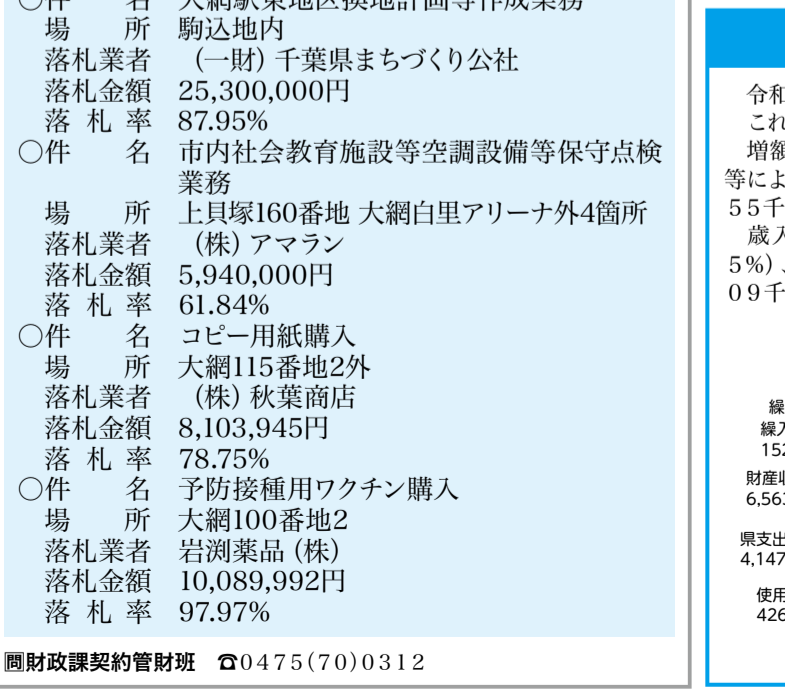 ○件　名　大網駅東地区換地計画等作成業務
場　所　駒込地内
落札業者　（一財）千葉県まちづくり公社
落札金額　25,300,000円
落 札 率　87.95%
○件　名　市内社会教育施設等空調設備等保守点検
業務
場　所　上貝塚160番地 大網白里アリーナ外4箇所
落札業者　（株）アマラン
落札金額　5,940,000円
落 札 率　61.84%
○件　名　コピー用紙購入
場　所　大網115番地2外
落札業者　（株）秋葉商店
落札金額　8,103,945円
落 札 率　78.75%
○件　名　予防接種用ワクチン購入
場　所　大網100番地2
落札業者　岩渕薬品（株）
落札金額　10,089,992円
落 札 率　97.97%
問財政課契約管財班　☎0475(70)0312
令和
これ
増額
等によ
55千
歳入
5%)、
09千
繰
繰入
152
財産収
6,563
県支出
4,147
使用
426